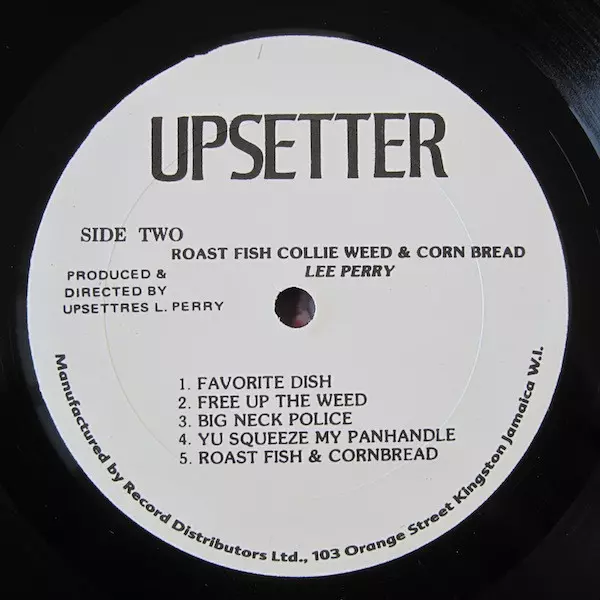 UPSETTER
SIDE TWO
ROAST FISH COLLIE WEED & CORN BREAD
LEE PERRY
PRODUCED &
DIRECTED BY
UPSETTRES L. PERRY
1. FAVORITE DISH
2. FREE UP THE WEED
3. BIG NECK POLICE
4. YU SQUEEZE MY PANHANDLE
5. ROAST FISH & CORNBREAD
Manufactured by Record Distributors Ltd., 103 Orange Street Kingston Jamaica W.I.